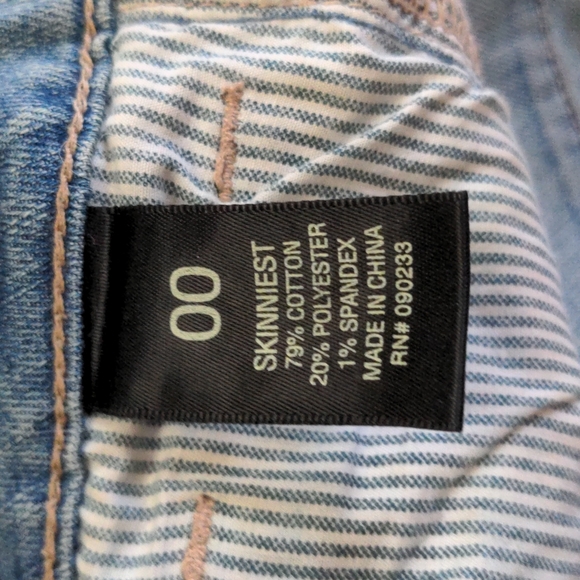 00
SKINNIEST
79% COTTON
20% POLYESTER
1% SPANDEX
MADE IN CHINA
RN# 090233